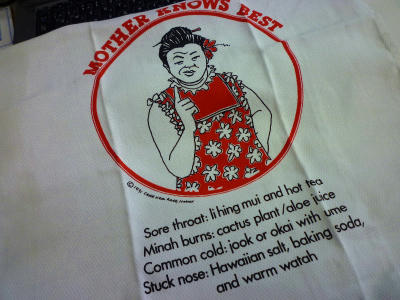 MOTHER KNOWS BEST
Sore throat: li hing mui and hot tea
Minah burns: cactus plant/aloe juice
Common cold: jook or okai with ume
Stuck nose: Hawaiian salt, baking soda,
and warm watah